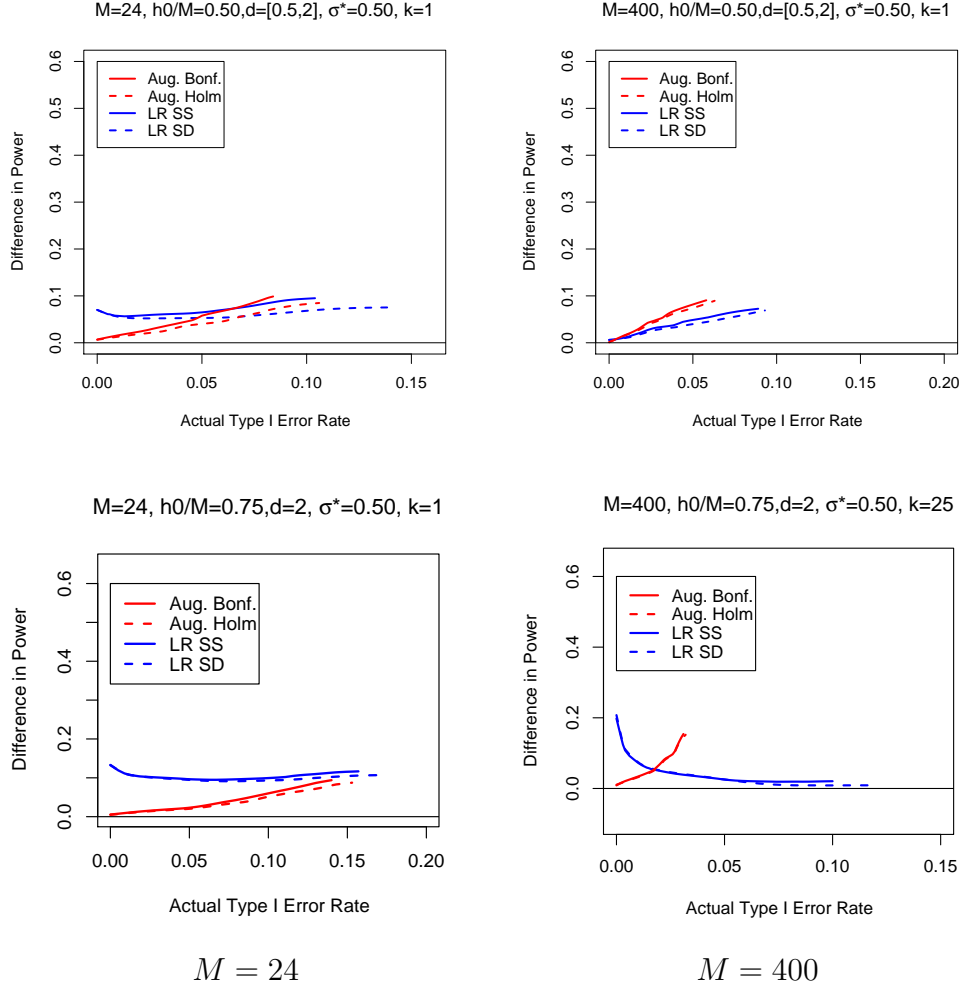 M=24, h0/M=0.50,d=[0.5,2], σ*=0.50, k=1
Difference in Power
0.0 0.1 0.2 0.3 0.4 0.5 0.6
Aug. Bonf.
Aug. Holm
LR SS
LR SD
0.00 0.05 0.10 0.15
Actual Type I Error Rate
M=400, h0/M=0.50,d=[0.5,2], σ*=0.50, k=1
Difference in Power
0.0 0.1 0.2 0.3 0.4 0.5 0.6
Aug. Bonf.
Aug. Holm
LR SS
LR SD
0.00 0.05 0.10 0.15 0.20
Actual Type I Error Rate
M=24, h0/M=0.75,d=2, σ*=0.50, k=1
Difference in Power
0.0 0.2 0.4 0.6
Aug. Bonf.
Aug. Holm
LR SS
LR SD
0.00 0.05 0.10 0.15 0.20
Actual Type I Error Rate
M=400, h0/M=0.75,d=2, σ*=0.50, k=25
Difference in Power
0.0 0.2 0.4 0.6
Aug. Bonf.
Aug. Holm
LR SS
LR SD
0.00 0.05 0.10 0.15
Actual Type I Error Rate
M = 24
M = 400